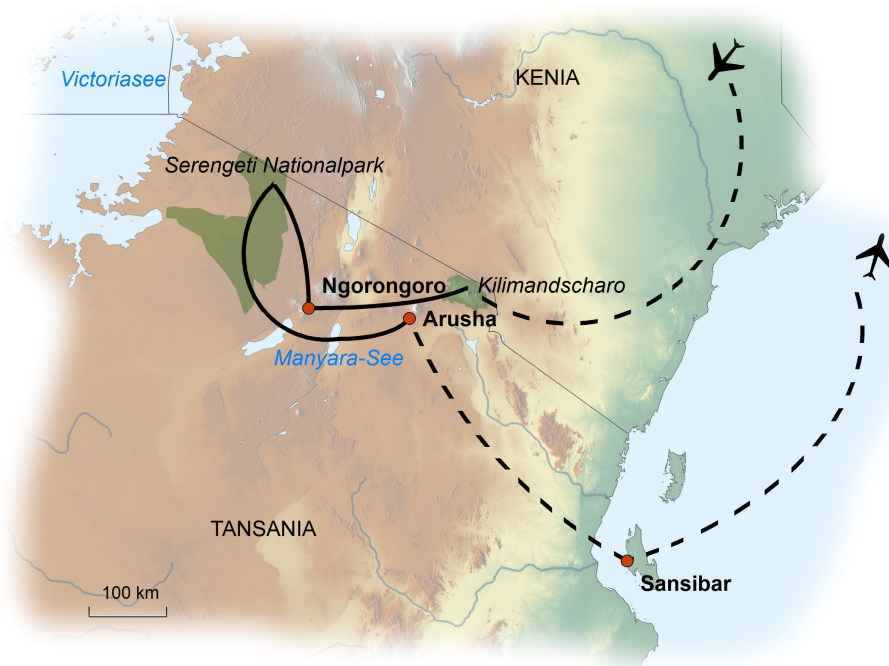 KENIA
Victoriasee
Serengeti Nationalpark
Ngorongoro
Kilimandscharo
Arusha
Manyara-See
TANSANIA
Sansibar
100 km